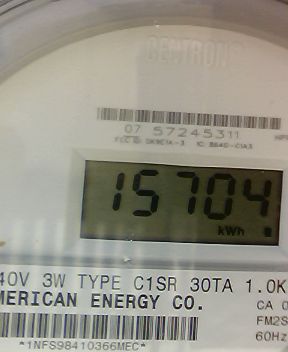 CENTRON®
07 57245311
15704
kWh
40V 3W TYPE C1SR 30TA 1.0K
MERICAN ENERGY CO.
CA 0
FM2S
60Hz
*1NFS98410366MEC*